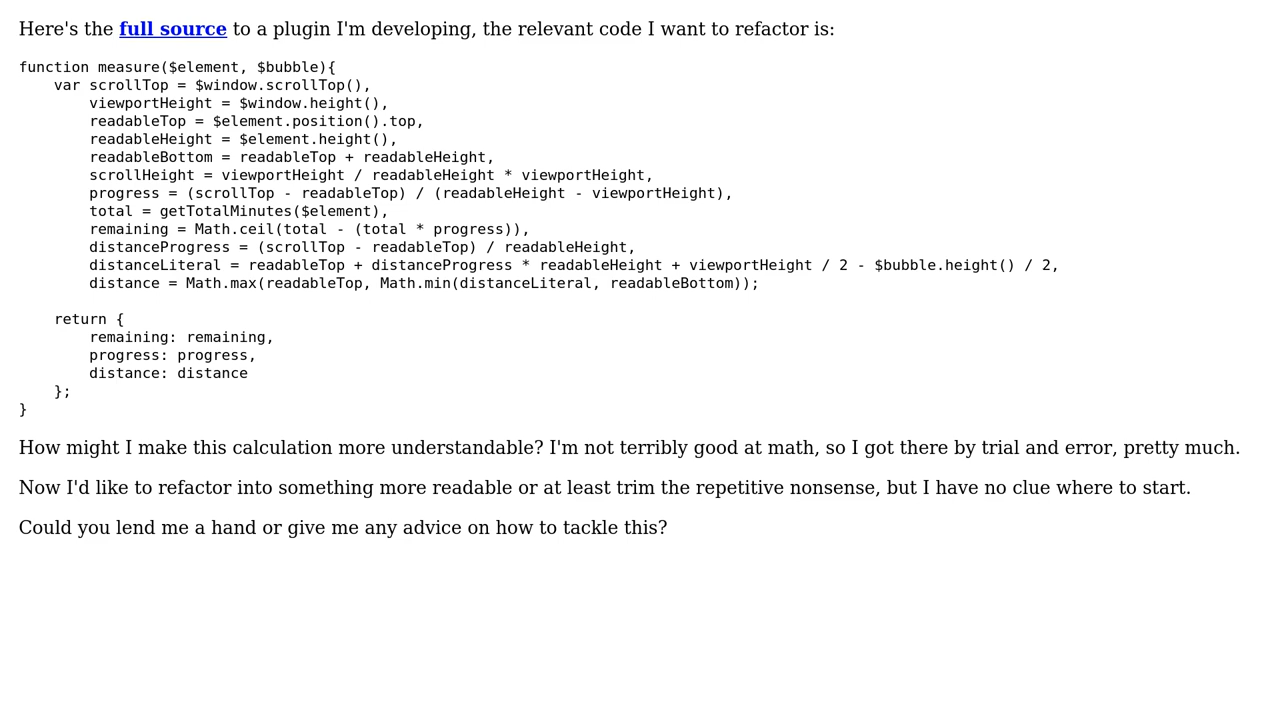 Here's the full source to a plugin I'm developing, the relevant code I want to refactor is:
function measure($element, $bubble){
    var scrollTop = $window.scrollTop(),
        viewportHeight = $window.height(),
        readableTop = $element.position().top,
        readableHeight = $element.height(),
        readableBottom = readableTop + readableHeight,
        scrollHeight = viewportHeight / readableHeight * viewportHeight,
        progress = (scrollTop - readableTop) / (readableHeight - viewportHeight),
        total = getTotalMinutes($element),
        remaining = Math.ceil(total - (total * progress)),
        distanceProgress = (scrollTop - readableTop) / readableHeight,
        distanceLiteral = readableTop + distanceProgress * readableHeight + viewportHeight / 2 - $bubble.height() / 2,
        distance = Math.max(readableTop, Math.min(distanceLiteral, readableBottom));
    return {
        remaining: remaining,
        progress: progress,
        distance: distance
    };
}
How might I make this calculation more understandable? I'm not terribly good at math, so I got there by trial and error, pretty much.
Now I'd like to refactor into something more readable or at least trim the repetitive nonsense, but I have no clue where to start.
Could you lend me a hand or give me any advice on how to tackle this?